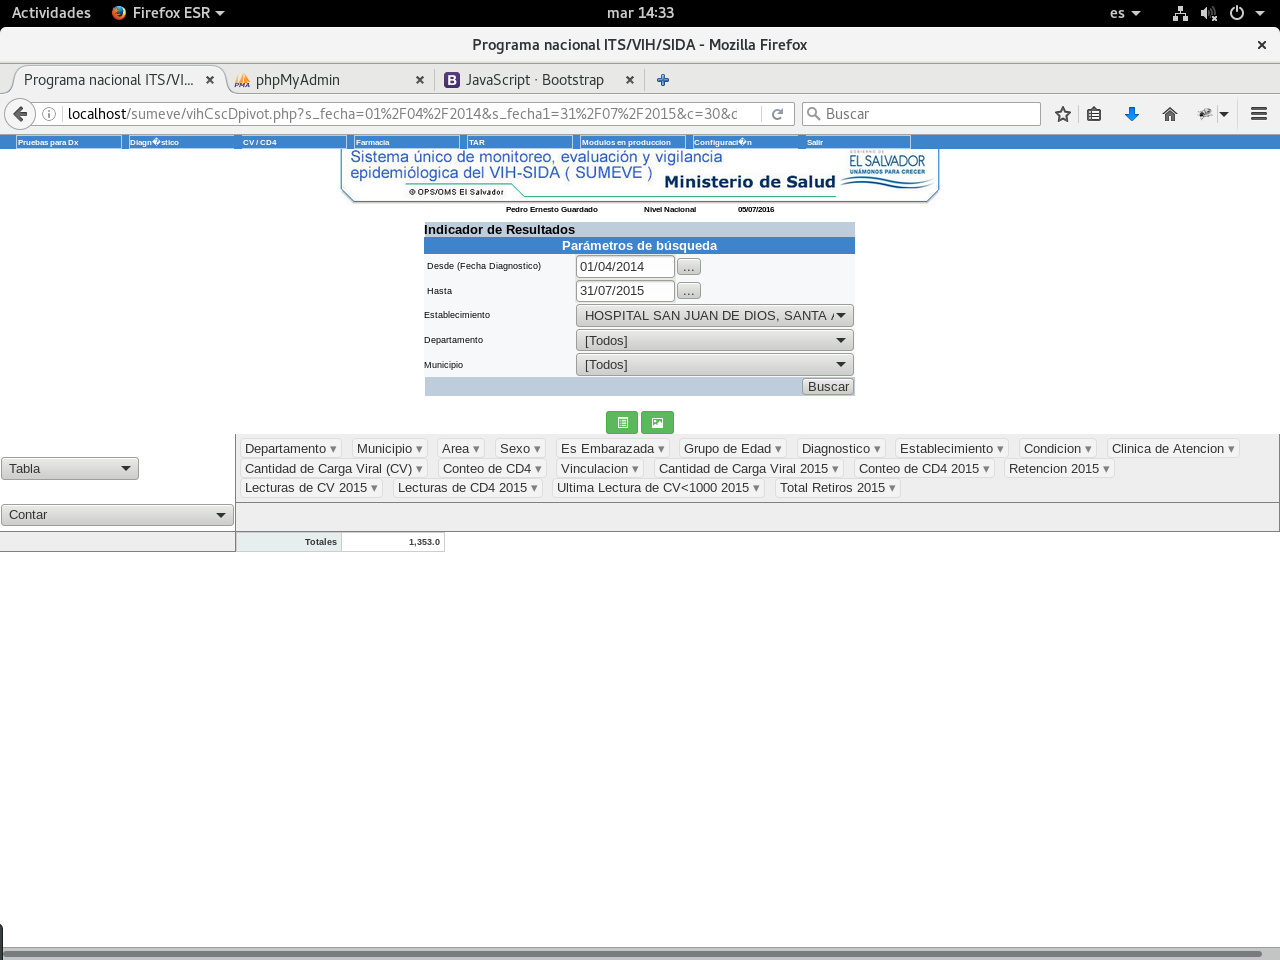 Actividades Firefox ESR mar 14:33 es
Programa nacional ITS/VIH/SIDA - Mozilla Firefox
Programa nacional ITS/VI... phpMyAdmin JavaScript · Bootstrap
localhost/sumeve/vihCscDpivot.php?s_fecha=01%2F04%2F2014&s_fecha1=31%2F07%2F2015&c=30&d Buscar
Pruebas para Dx Diagn�stico CV / CD4 Farmacia TAR Modulos en produccion Configuraci�n Salir
Sistema único de monitoreo, evaluación y vigilancia
epidemiólogica del VIH-SIDA ( SUMEVE )
Ministerio de Salud
GOBIERNO DE
EL SALVADOR
UNÁMONOS PARA CRECER
© OPS/OMS El Salvador
Pedro Ernesto Guardado Nivel Nacional 05/07/2016
Indicador de Resultados
Parámetros de búsqueda
Desde (Fecha Diagnostico) 01/04/2014 ...
Hasta 31/07/2015 ...
Establecimiento HOSPITAL SAN JUAN DE DIOS, SANTA A
Departamento [Todos]
Municipio [Todos]
Buscar
Departamento ▾ Municipio ▾ Area ▾ Sexo ▾ Es Embarazada ▾ Grupo de Edad ▾ Diagnostico ▾ Establecimiento ▾ Condicion ▾ Clinica de Atencion ▾
Tabla Cantidad de Carga Viral (CV) ▾ Conteo de CD4 ▾ Vinculacion ▾ Cantidad de Carga Viral 2015 ▾ Conteo de CD4 2015 ▾ Retencion 2015 ▾
Lecturas de CV 2015 ▾ Lecturas de CD4 2015 ▾ Ultima Lectura de CV<1000 2015 ▾ Total Retiros 2015 ▾
Contar
Totales 1,353.0